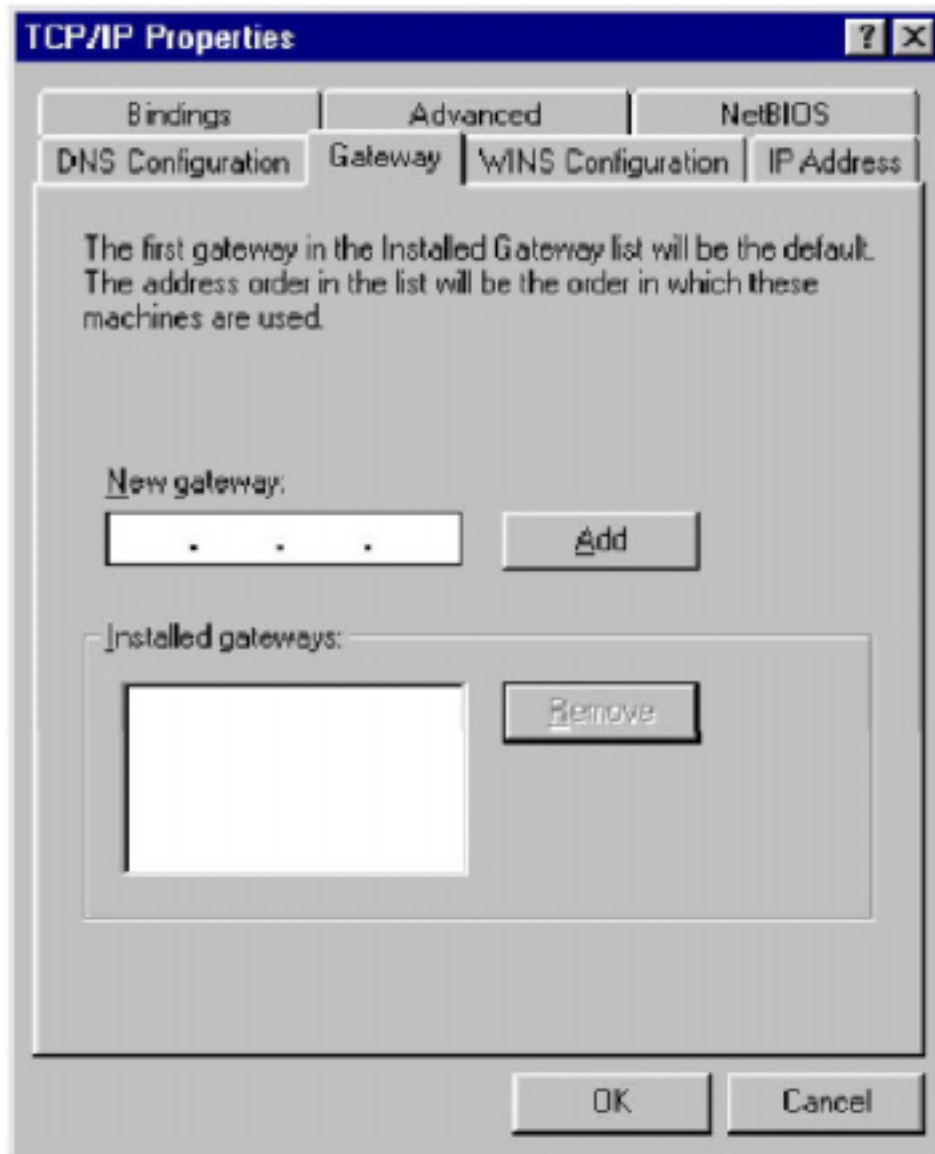 TCP/IP Properties
Bindings Advanced NetBIOS
DNS Configuration Gateway WINS Configuration IP Address
The first gateway in the Installed Gateway list will be the default.
The address order in the list will be the order in which these
machines are used.
New gateway:
. . . Add
Installed gateways:
Remove
OK Cancel